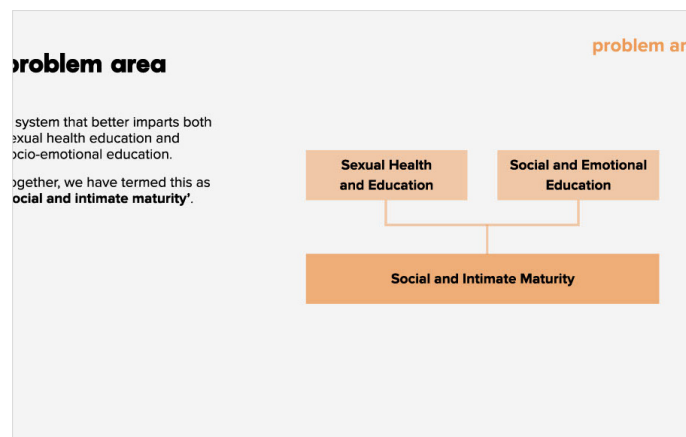 problem area
problem ar
system that better imparts both
exual health education and
ocio-emotional education.
ogether, we have termed this as
ocial and intimate maturity'.
Sexual Health
and Education
Social and Emotional
Education
Social and Intimate Maturity